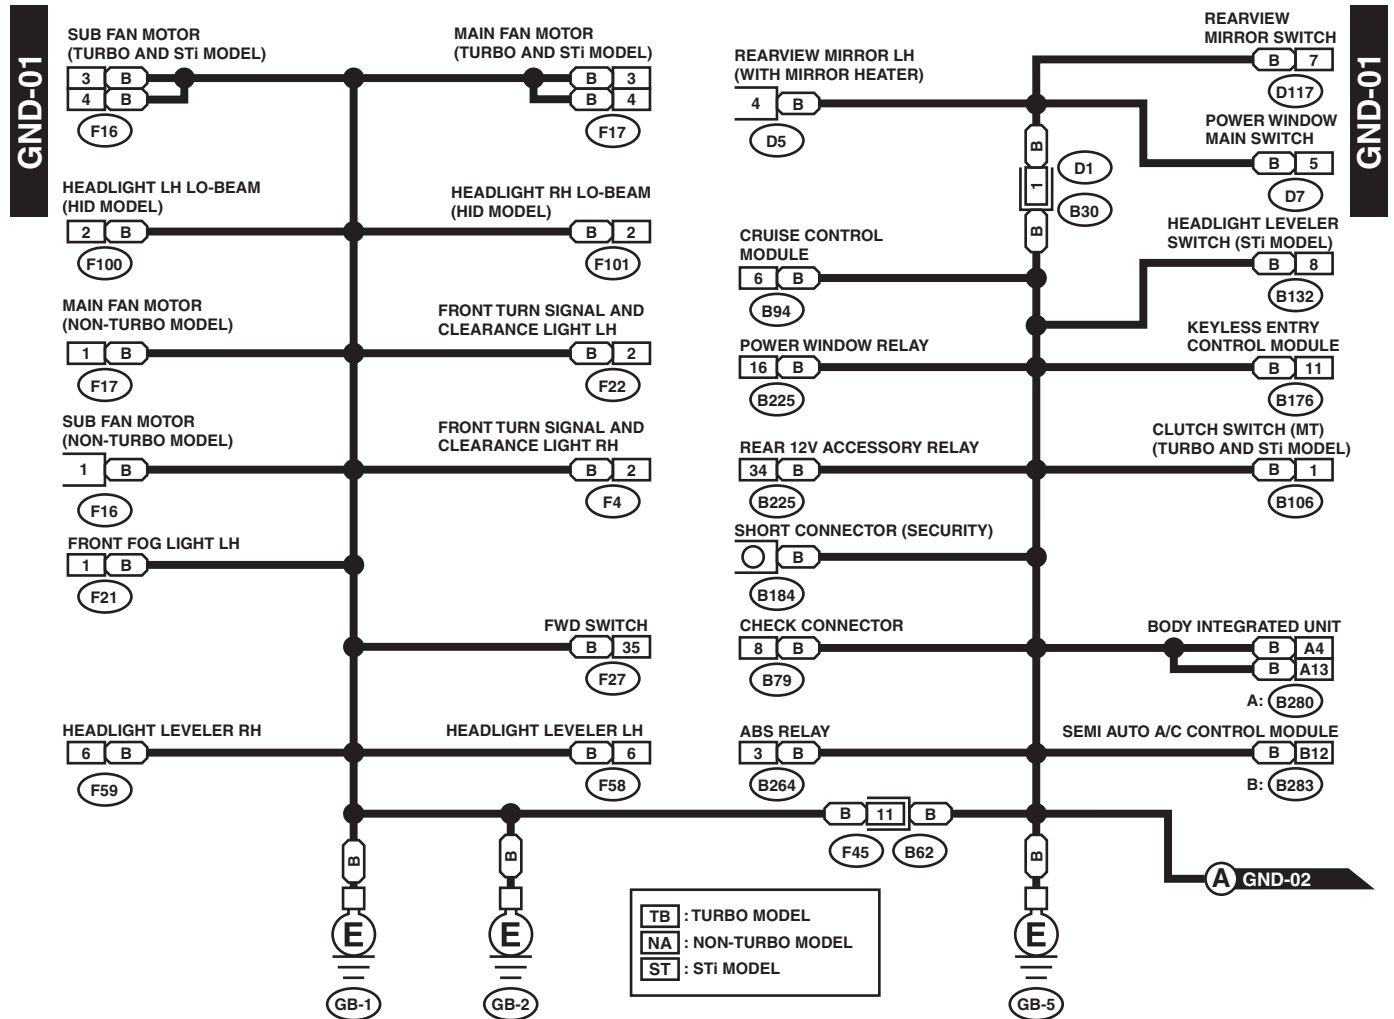 GND-01
SUB FAN MOTOR
(TURBO AND STi MODEL)
3 B
4 B
F16
MAIN FAN MOTOR
(TURBO AND STi MODEL)
B 3
B 4
F17
HEADLIGHT LH LO-BEAM
(HID MODEL)
2 B
F100
HEADLIGHT RH LO-BEAM
(HID MODEL)
B 2
F101
MAIN FAN MOTOR
(NON-TURBO MODEL)
1 B
F17
FRONT TURN SIGNAL AND
CLEARANCE LIGHT LH
B 2
F22
SUB FAN MOTOR
(NON-TURBO MODEL)
1 B
F16
FRONT TURN SIGNAL AND
CLEARANCE LIGHT RH
B 2
F4
FRONT FOG LIGHT LH
1 B
F21
FWD SWITCH
B 35
F27
HEADLIGHT LEVELER RH
6 B
F59
HEADLIGHT LEVELER LH
B 6
F58
B
E
GB-1
B
E
GB-2
REARVIEW MIRROR LH
(WITH MIRROR HEATER)
4 B
D5
REARVIEW
MIRROR SWITCH
B 7
D117
POWER WINDOW
MAIN SWITCH
B 5
D7
B
1
B
D1
B30
CRUISE CONTROL
MODULE
6 B
B94
HEADLIGHT LEVELER
SWITCH (STi MODEL)
B 8
B132
POWER WINDOW RELAY
16 B
B225
KEYLESS ENTRY
CONTROL MODULE
B 11
B176
REAR 12V ACCESSORY RELAY
34 B
B225
CLUTCH SWITCH (MT)
(TURBO AND STi MODEL)
B 1
B106
SHORT CONNECTOR (SECURITY)
B
B184
CHECK CONNECTOR
8 B
B79
BODY INTEGRATED UNIT
B A4
B A13
A: B280
ABS RELAY
3 B
B264
SEMI AUTO A/C CONTROL MODULE
B B12
B: B283
B 11 B
F45 B62
B
E
GB-5
A GND-02
TB : TURBO MODEL
NA : NON-TURBO MODEL
ST : STi MODEL
GND-01